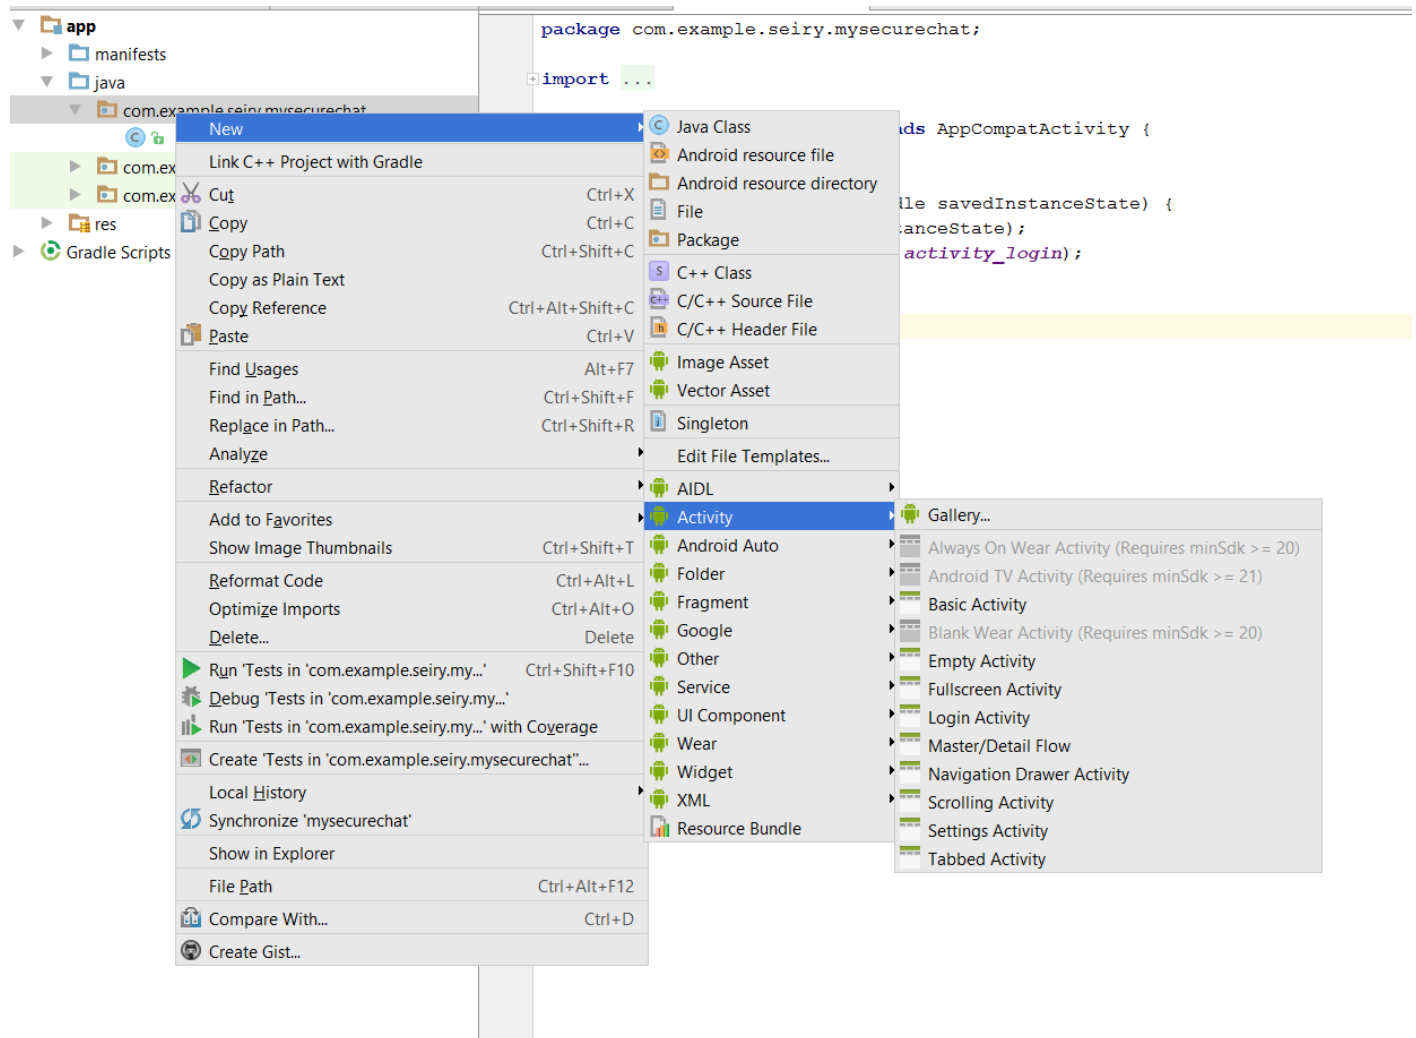 app
manifests
java
com.example.seiry.mysecurechat
com.ex
com.ex
res
Gradle Scripts
package com.example.seiry.mysecurechat;
import ...
ds AppCompatActivity {
dle savedInstanceState) {
tanceState);
activity_login);
New
Link C++ Project with Gradle
Cut Ctrl+X
Copy Ctrl+C
Copy Path Ctrl+Shift+C
Copy as Plain Text
Copy Reference Ctrl+Alt+Shift+C
Paste Ctrl+V
Find Usages Alt+F7
Find in Path... Ctrl+Shift+F
Replace in Path... Ctrl+Shift+R
Analyze
Refactor
Add to Favorites
Show Image Thumbnails Ctrl+Shift+T
Reformat Code Ctrl+Alt+L
Optimize Imports Ctrl+Alt+O
Delete... Delete
Run 'Tests in 'com.example.seiry.my...' Ctrl+Shift+F10
Debug 'Tests in 'com.example.seiry.my...'
Run 'Tests in 'com.example.seiry.my...' with Coverage
Create 'Tests in 'com.example.seiry.mysecurechat''...
Local History
Synchronize 'mysecurechat'
Show in Explorer
File Path Ctrl+Alt+F12
Compare With... Ctrl+D
Create Gist...
Java Class
Android resource file
Android resource directory
File
Package
C++ Class
C/C++ Source File
C/C++ Header File
Image Asset
Vector Asset
Singleton
Edit File Templates...
AIDL
Activity
Android Auto
Folder
Fragment
Google
Other
Service
UI Component
Wear
Widget
XML
Resource Bundle
Gallery...
Always On Wear Activity (Requires minSdk >= 20)
Android TV Activity (Requires minSdk >= 21)
Basic Activity
Blank Wear Activity (Requires minSdk >= 20)
Empty Activity
Fullscreen Activity
Login Activity
Master/Detail Flow
Navigation Drawer Activity
Scrolling Activity
Settings Activity
Tabbed Activity